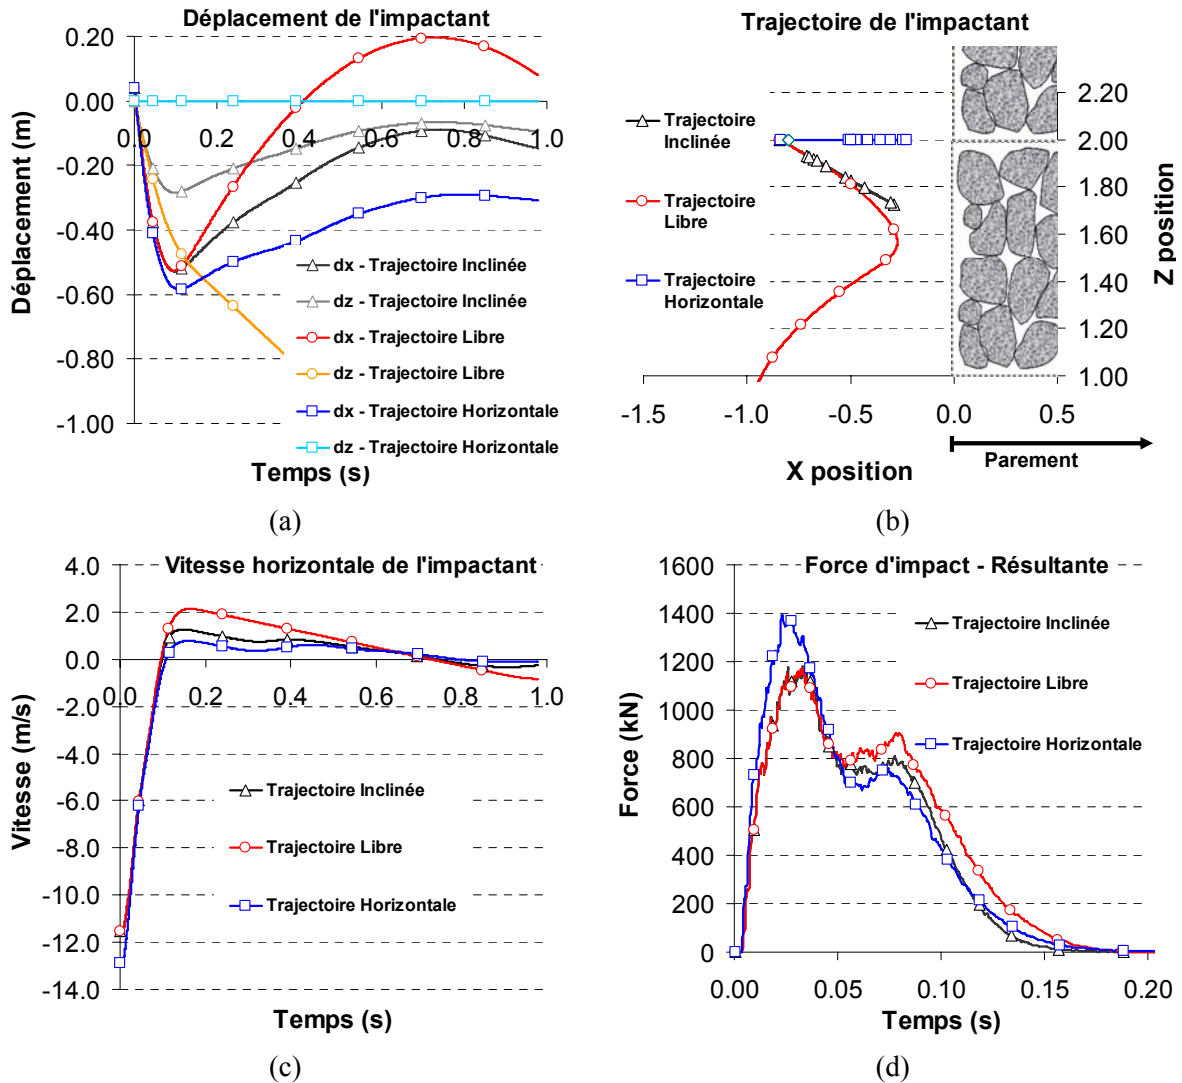 Déplacement de l'impactant
0.20
0.00
-0.20
-0.40
-0.60
-0.80
-1.00
0.0 0.2 0.4 0.6 0.8 1.0
Déplacement (m)
dx - Trajectoire Inclinée
dz - Trajectoire Inclinée
dx - Trajectoire Libre
dz - Trajectoire Libre
dx - Trajectoire Horizontale
dz - Trajectoire Horizontale
Temps (s)
(a)
Trajectoire de l'impactant
Trajectoire
Inclinée
Trajectoire
Libre
Trajectoire
Horizontale
2.20
2.00
1.80
1.60
1.40
1.20
1.00
Z position
-1.5 -1.0 -0.5 0.0 0.5
Parement
X position
(b)
Vitesse horizontale de l'impactant
4.0
2.0
0.0
-2.0
-4.0
-6.0
-8.0
-10.0
-12.0
-14.0
0.0 0.2 0.4 0.6 0.8 1.0
Vitesse (m/s)
Trajectoire Inclinée
Trajectoire Libre
Trajectoire Horizontale
Temps (s)
(c)
Force d'impact - Résultante
1600
1400
1200
1000
800
600
400
200
0
Force (kN)
Trajectoire Inclinée
Trajectoire Libre
Trajectoire Horizontale
0.00 0.05 0.10 0.15 0.20
Temps (s)
(d)